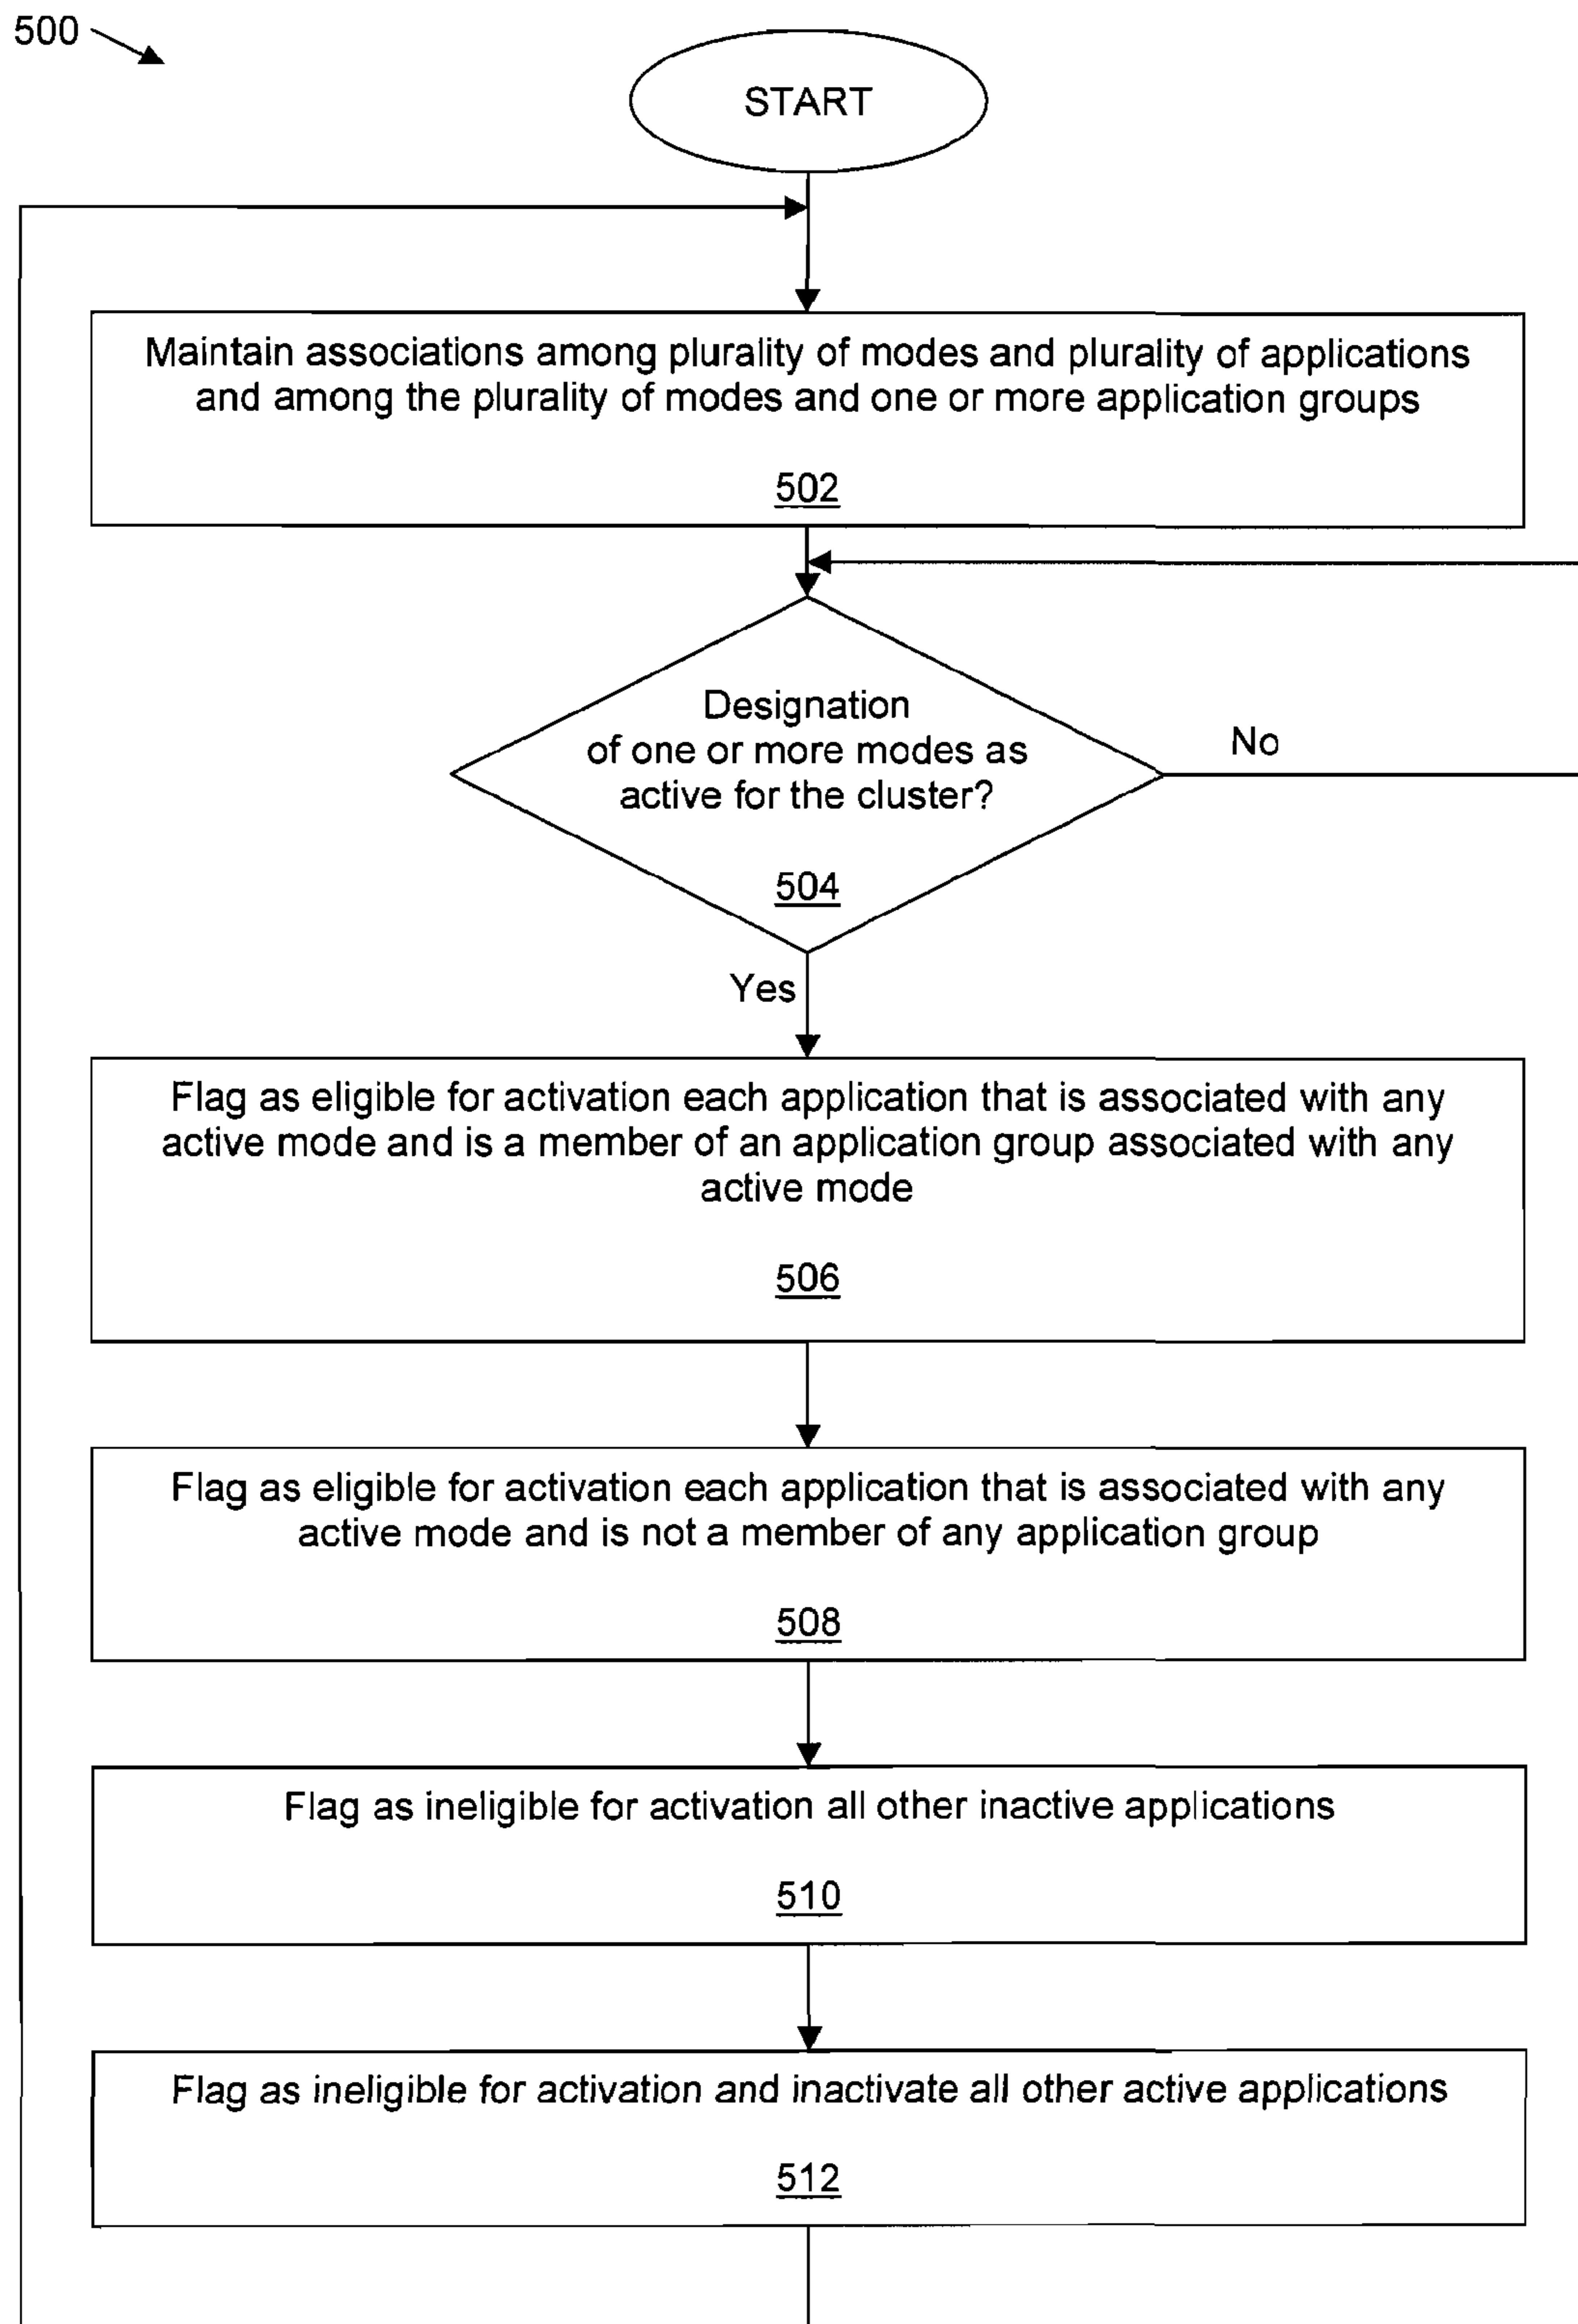 500
START
Maintain associations among plurality of modes and plurality of applications
and among the plurality of modes and one or more application groups
502
Designation
of one or more modes as
active for the cluster?
504
No
Yes
Flag as eligible for activation each application that is associated with any
active mode and is a member of an application group associated with any
active mode
506
Flag as eligible for activation each application that is associated with any
active mode and is not a member of any application group
508
Flag as ineligible for activation all other inactive applications
510
Flag as ineligible for activation and inactivate all other active applications
512